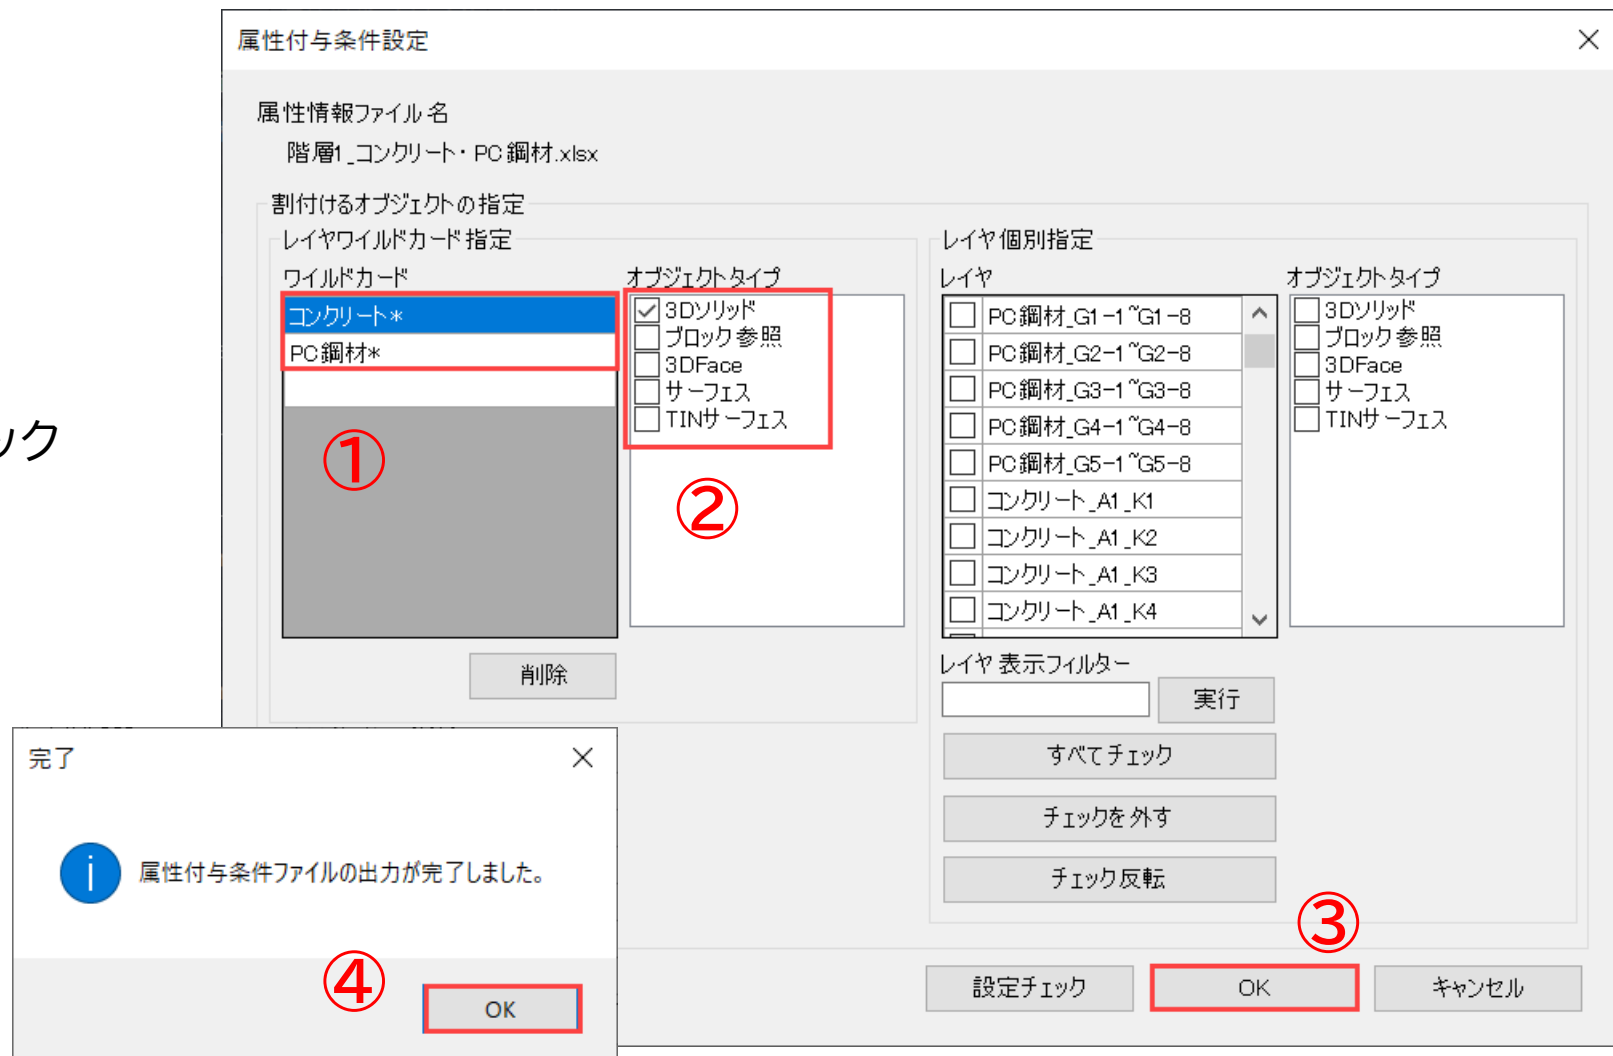 属性付与条件設定
属性情報ファイル名
階層1_コンクリート・PC鋼材.xlsx
割付けるオブジェクトの指定
レイヤワイルドカード指定
ワイルドカード
コンクリート*
PC鋼材*
①
オブジェクトタイプ
3Dソリッド
ブロック参照
3DFace
サーフェス
TINサーフェス
②
削除
レイヤ個別指定
レイヤ
PC鋼材_G1-1~G1-8
PC鋼材_G2-1~G2-8
PC鋼材_G3-1~G3-8
PC鋼材_G4-1~G4-8
PC鋼材_G5-1~G5-8
コンクリート_A1_K1
コンクリート_A1_K2
コンクリート_A1_K3
コンクリート_A1_K4
オブジェクトタイプ
3Dソリッド
ブロック参照
3DFace
サーフェス
TINサーフェス
レイヤ表示フィルター
実行
すべてチェック
チェックを外す
チェック反転
③
設定チェック
OK
キャンセル
ック
完了
属性付与条件ファイルの出力が完了しました。
④
OK